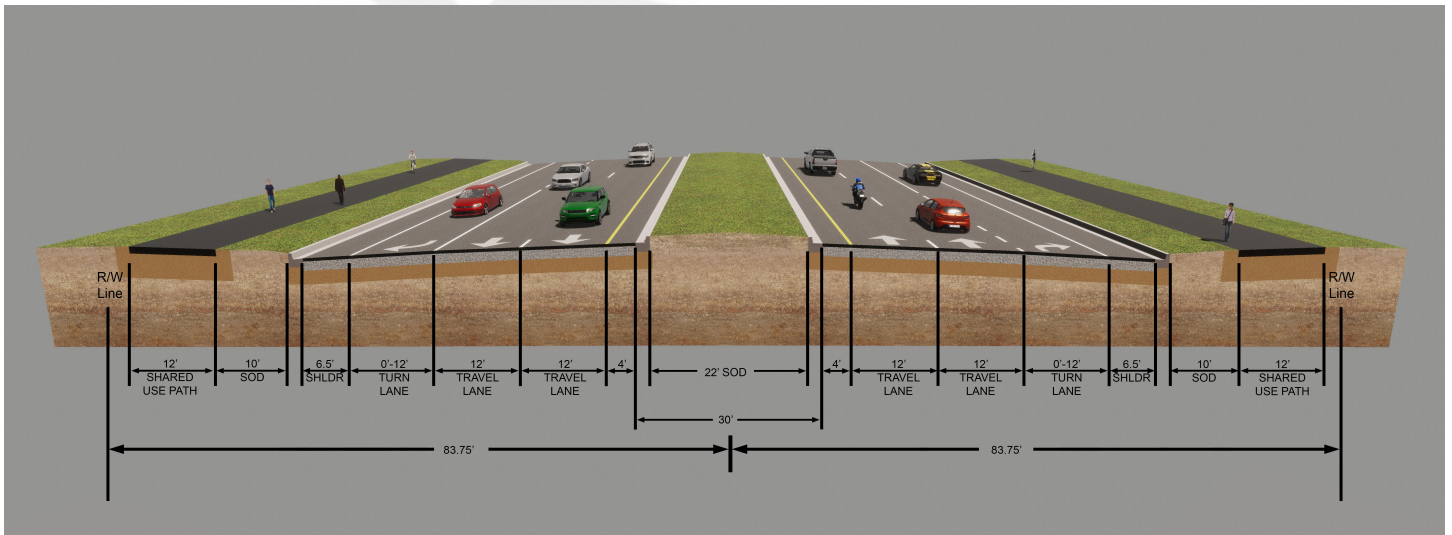 R/W
Line
R/W
Line
12'
SHARED
USE PATH
10'
SOD
6.5'
SHLDR
0'-12'
TURN
LANE
12'
TRAVEL
LANE
12'
TRAVEL
LANE
4'
22' SOD
4'
12'
TRAVEL
LANE
12'
TRAVEL
LANE
0'-12'
TURN
LANE
6.5'
SHLDR
10'
SOD
12'
SHARED
USE PATH
30'
83.75'
83.75'